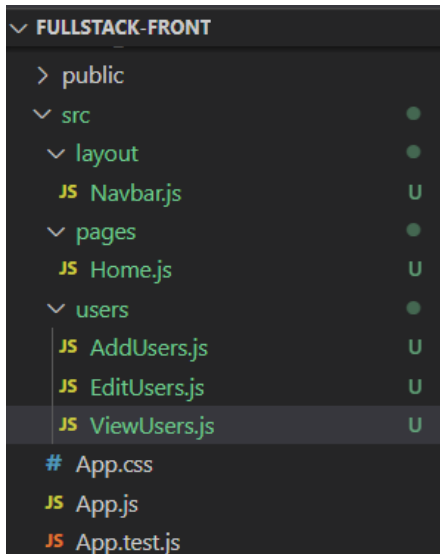 FULLSTACK-FRONT
public
src
layout
JS Navbar.js U
pages
JS Home.js U
users
JS AddUsers.js U
JS EditUsers.js U
JS ViewUsers.js U
# App.css
JS App.js
JS App.test.js